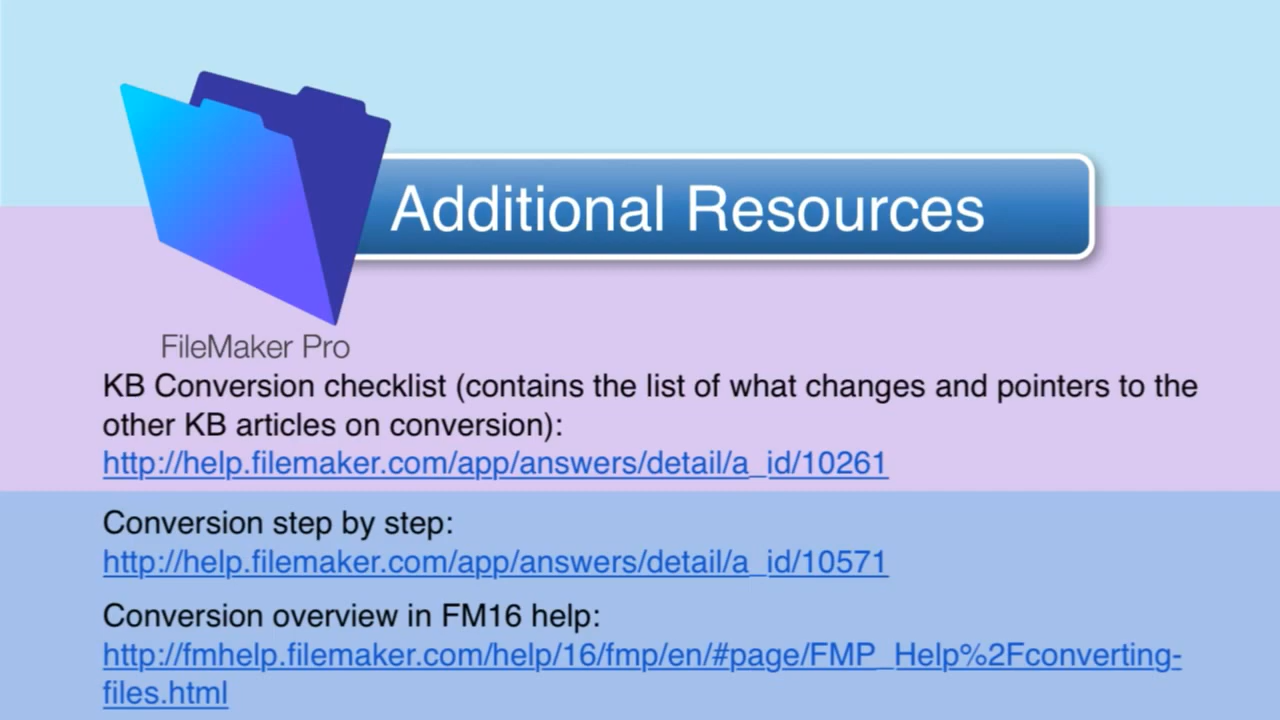 Additional Resources
FileMaker Pro
KB Conversion checklist (contains the list of what changes and pointers to the
other KB articles on conversion):
http://help.filemaker.com/app/answers/detail/a_id/10261
Conversion step by step:
http://help.filemaker.com/app/answers/detail/a_id/10571
Conversion overview in FM16 help:
http://fmhelp.filemaker.com/help/16/fmp/en/#page/FMP_Help%2Fconverting-
files.html